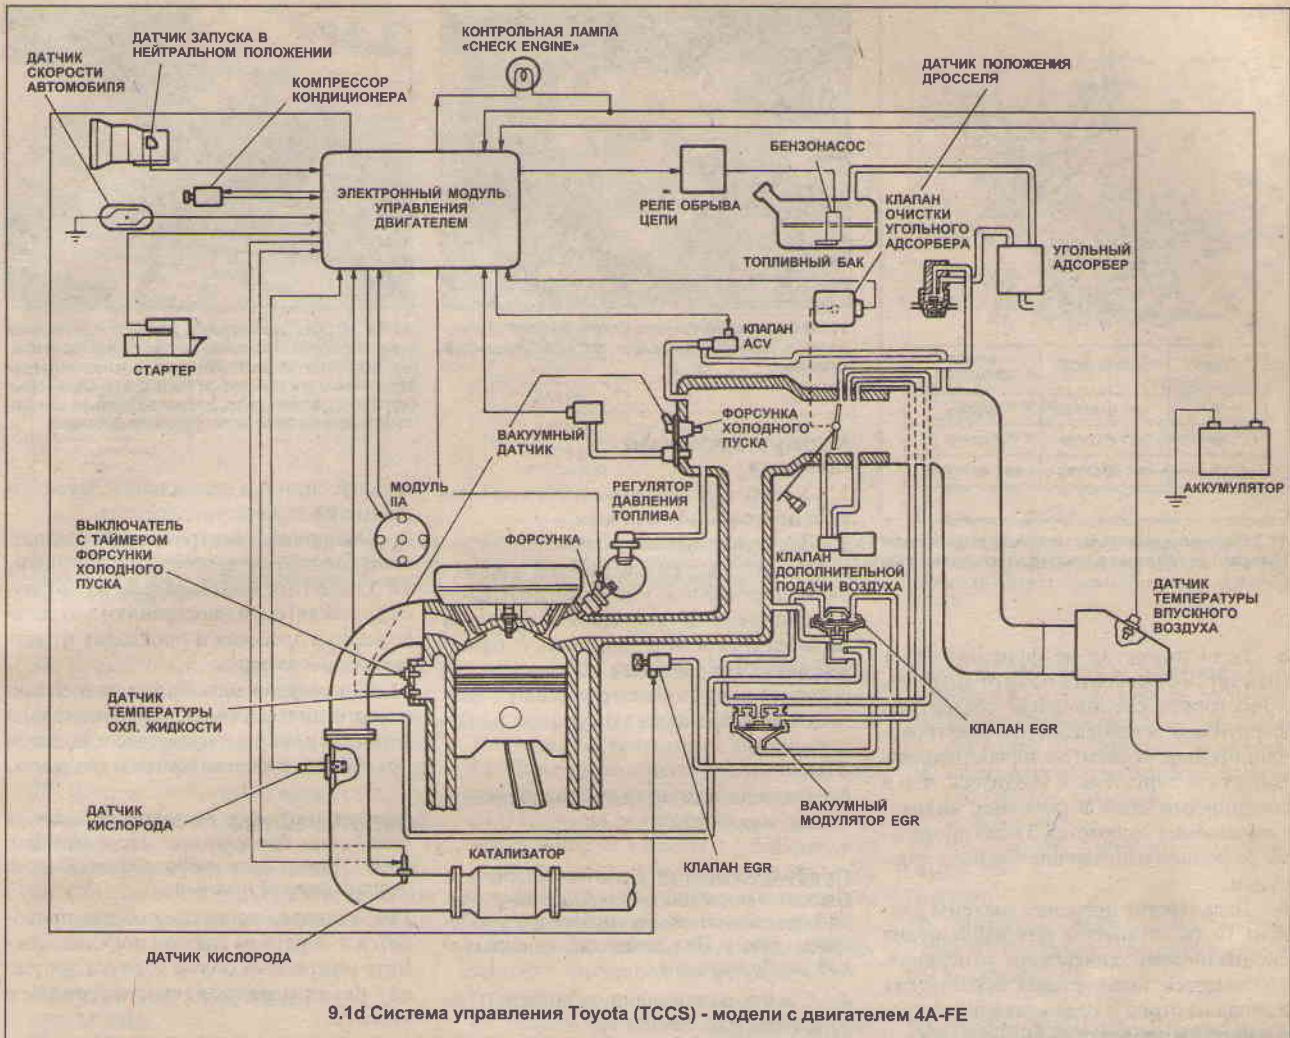 ДАТЧИК ЗАПУСКА В
НЕЙТРАЛЬНОМ ПОЛОЖЕНИИ
КОНТРОЛЬНАЯ ЛАМПА
«CHECK ENGINE»
ДАТЧИК
СКОРОСТИ
АВТОМОБИЛЯ
КОМПРЕССОР
КОНДИЦИОНЕРА
ДАТЧИК ПОЛОЖЕНИЯ
ДРОССЕЛЯ
БЕНЗОНАСОС
ЭЛЕКТРОННЫЙ МОДУЛЬ
УПРАВЛЕНИЯ
ДВИГАТЕЛЕМ
РЕЛЕ ОБРЫВА
ЦЕПИ
КЛАПАН
ОЧИСТКИ
УГОЛЬНОГО
АДСОРБЕРА
ТОПЛИВНЫЙ БАК
УГОЛЬНЫЙ
АДСОРБЕР
КЛАПАН
ACV
СТАРТЕР
ВАКУУМНЫЙ
ДАТЧИК
ФОРСУНКА
ХОЛОДНОГО
ПУСКА
АККУМУЛЯТОР
МОДУЛЬ
IIA
РЕГУЛЯТОР
ДАВЛЕНИЯ
ТОПЛИВА
ВЫКЛЮЧАТЕЛЬ
С ТАЙМЕРОМ
ФОРСУНКИ
ХОЛОДНОГО
ПУСКА
ФОРСУНКА
КЛАПАН
ДОПОЛНИТЕЛЬНОЙ
ПОДАЧИ ВОЗДУХА
ДАТЧИК
ТЕМПЕРАТУРЫ
ВПУСКНОГО
ВОЗДУХА
ДАТЧИК
ТЕМПЕРАТУРЫ
ОХЛ. ЖИДКОСТИ
КЛАПАН EGR
ДАТЧИК
КИСЛОРОДА
ВАКУУМНЫЙ
МОДУЛЯТОР EGR
КАТАЛИЗАТОР
КЛАПАН EGR
ДАТЧИК КИСЛОРОДА
9.1d Система управления Toyota (TCCS) - модели с двигателем 4A-FE